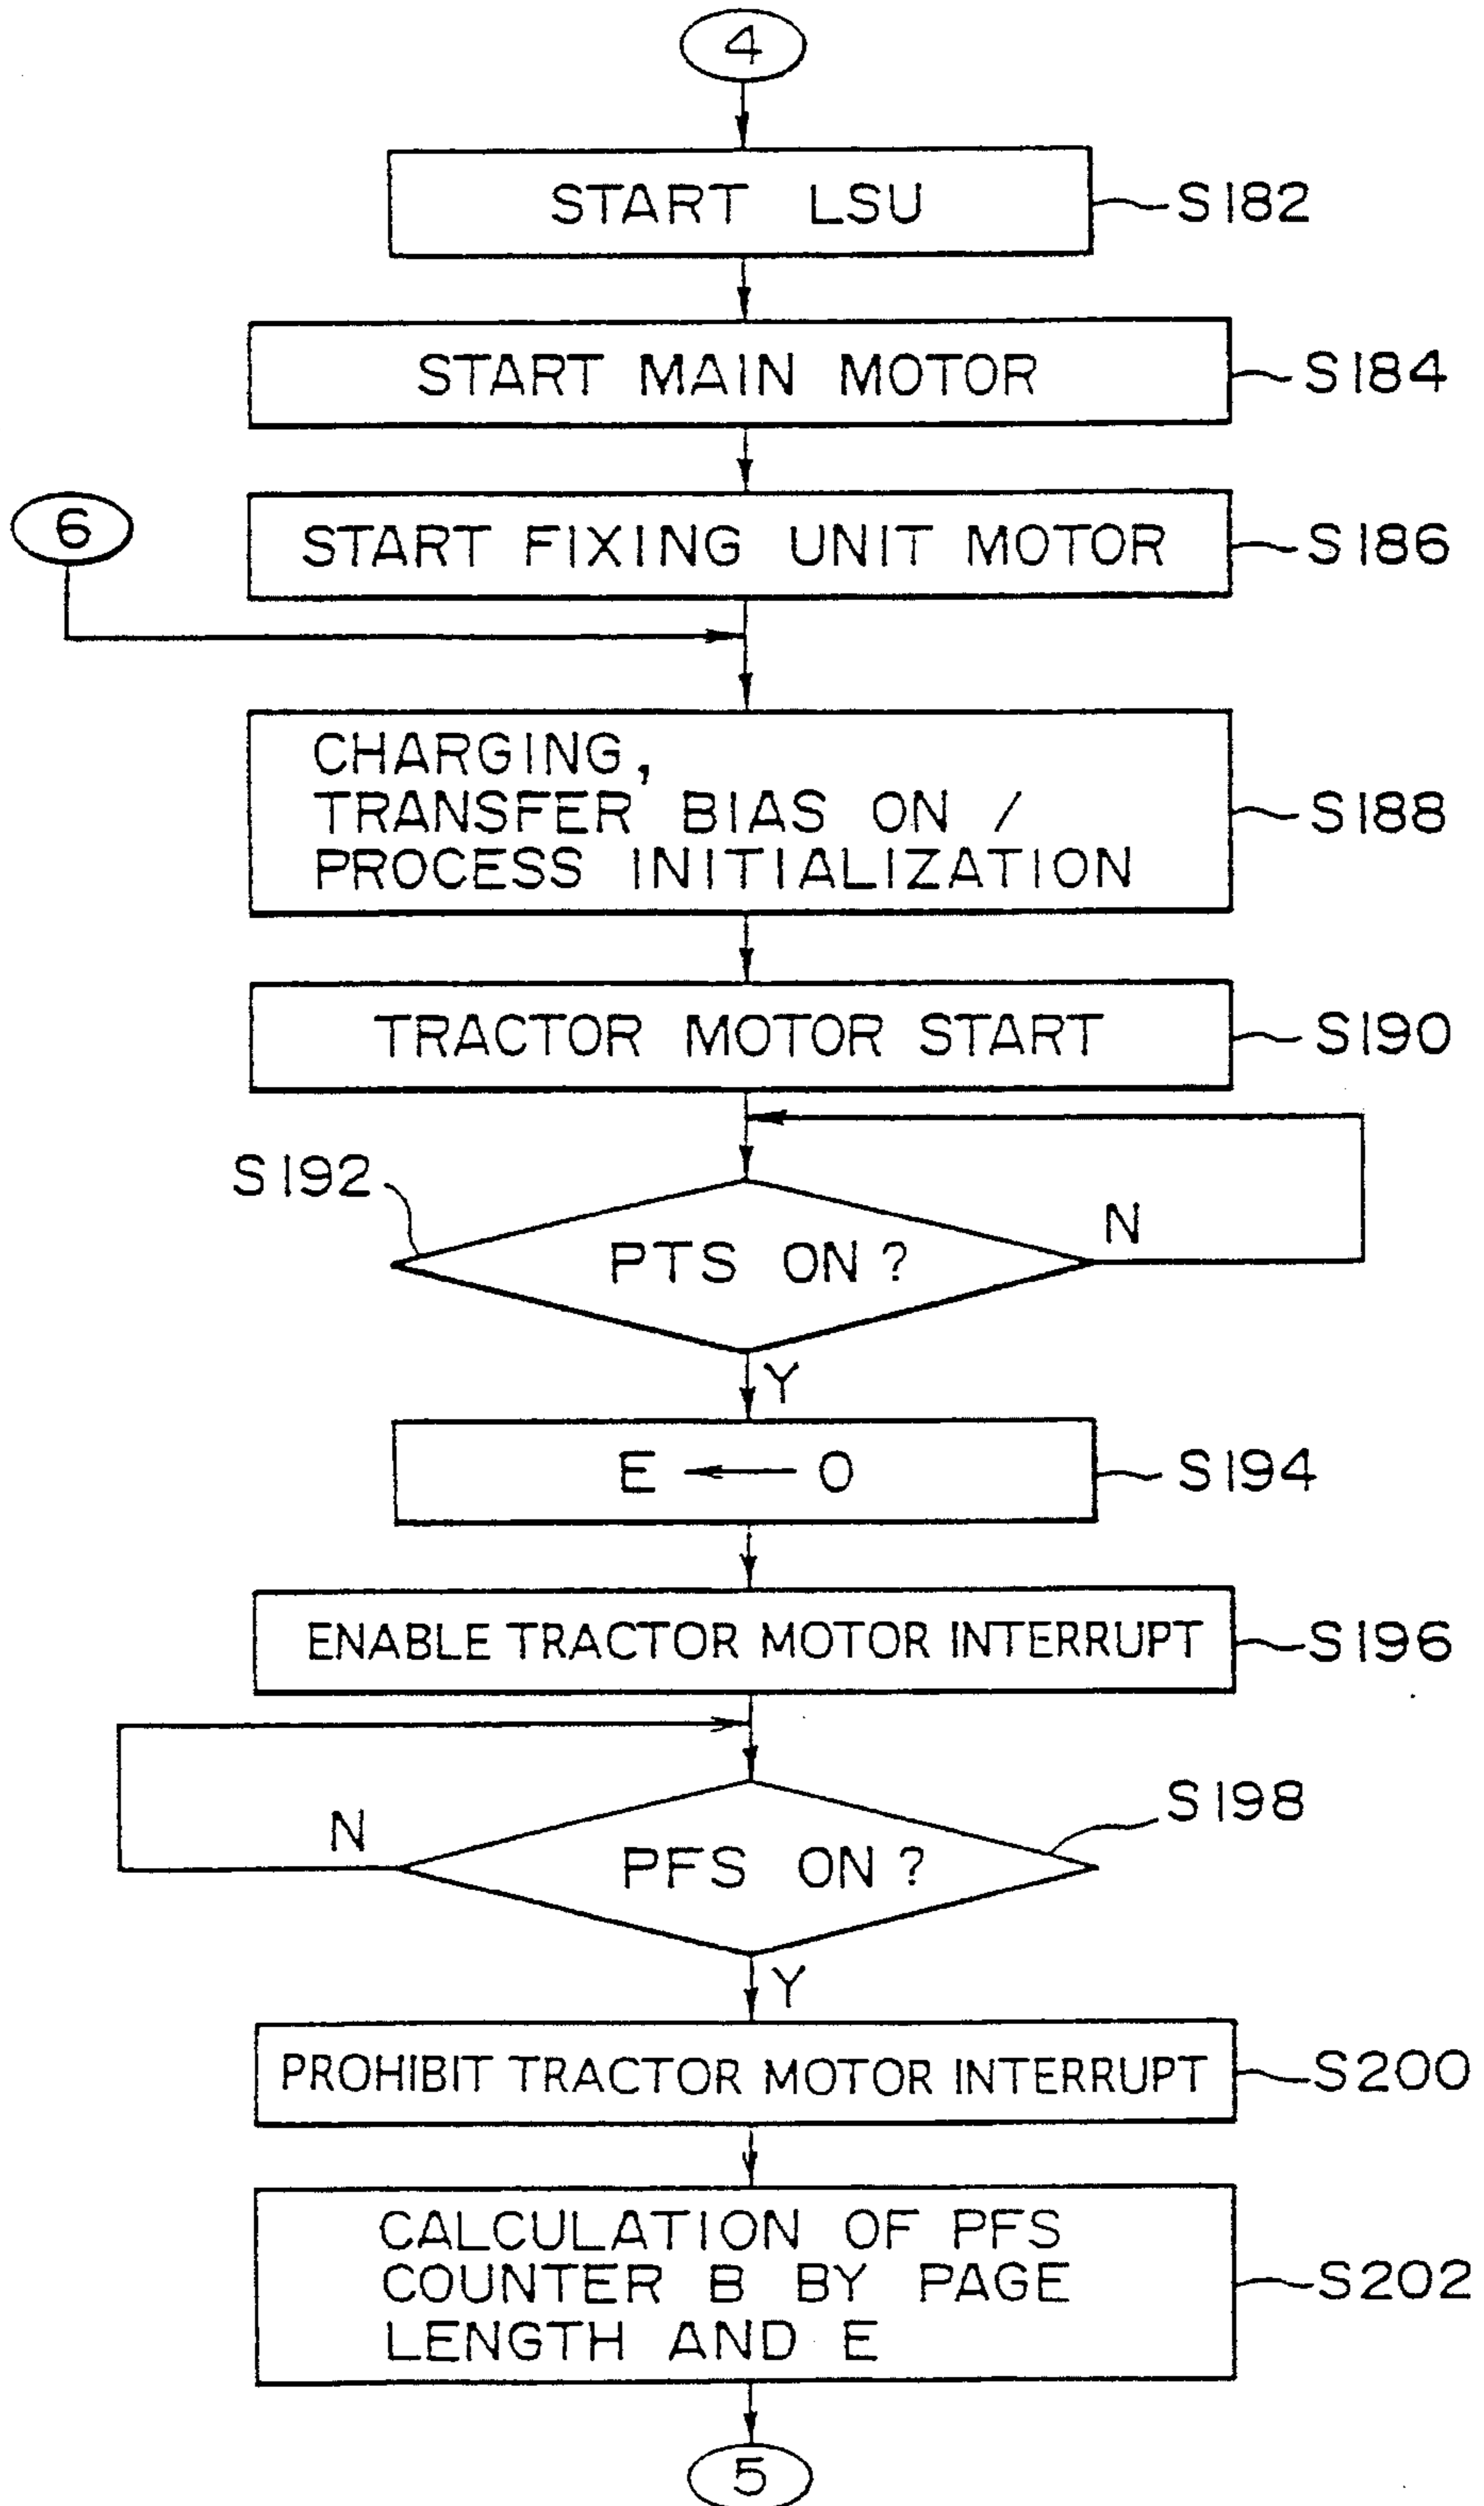 4
START LSU
S182
START MAIN MOTOR
S184
6
START FIXING UNIT MOTOR
S186
CHARGING,
TRANSFER BIAS ON /
PROCESS INITIALIZATION
S188
TRACTOR MOTOR START
S190
S192
PTS ON ?
N
Y
E ← 0
S194
ENABLE TRACTOR MOTOR INTERRUPT
S196
S198
N
PFS ON ?
Y
PROHIBIT TRACTOR MOTOR INTERRUPT
S200
CALCULATION OF PFS
COUNTER B BY PAGE
LENGTH AND E
S202
5